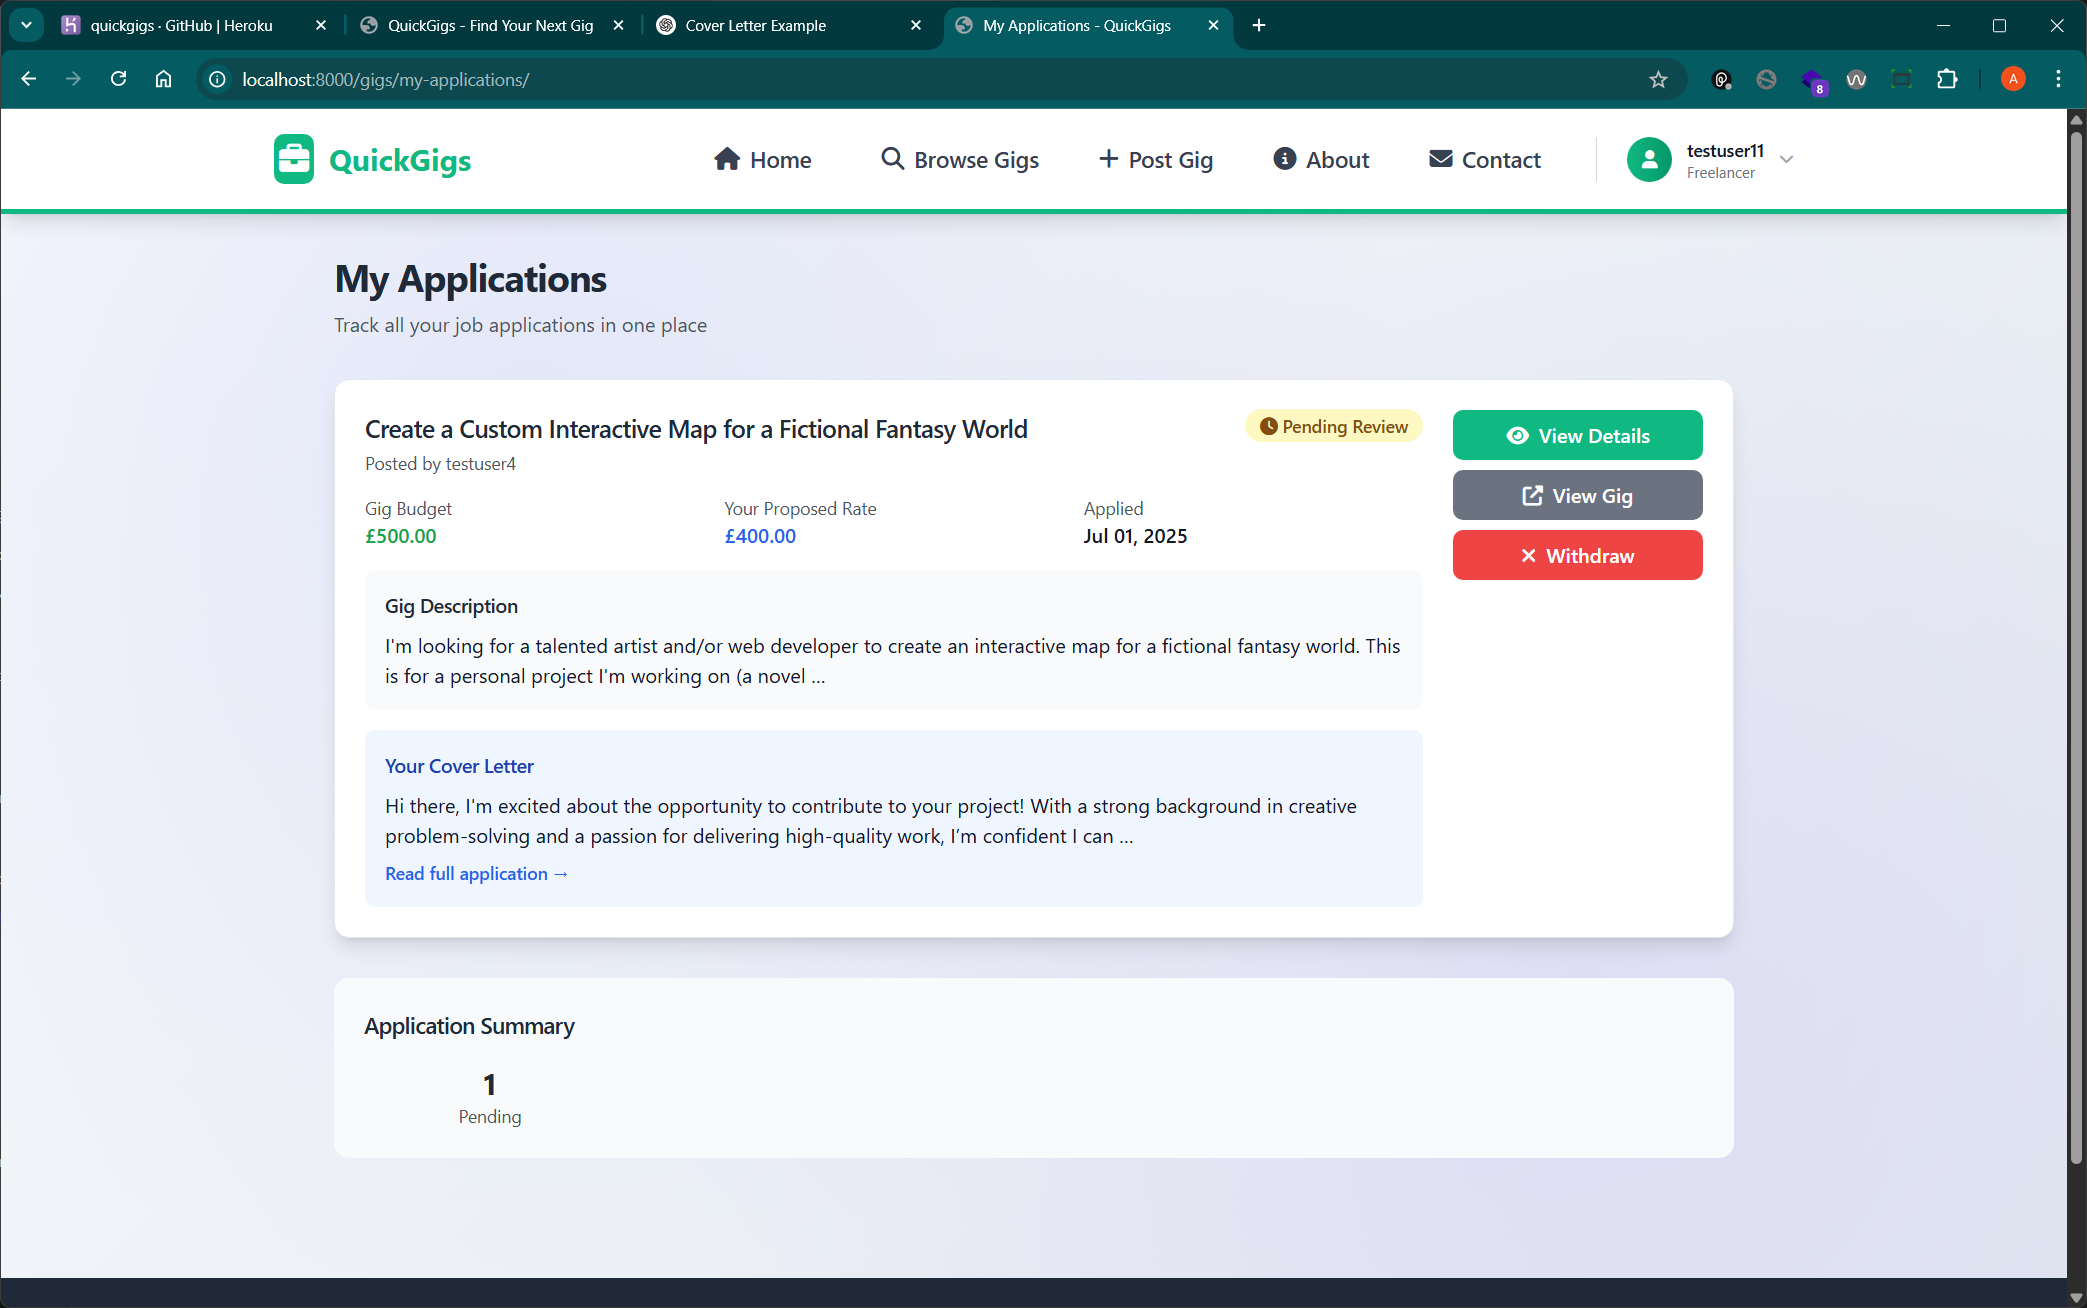 quickgigs · GitHub | Heroku
QuickGigs - Find Your Next Gig
Cover Letter Example
My Applications - QuickGigs
localhost:8000/gigs/my-applications/
8
A
QuickGigs
Home
Browse Gigs
Post Gig
About
Contact
testuser11
Freelancer
My Applications
Track all your job applications in one place
Create a Custom Interactive Map for a Fictional Fantasy World
Pending Review
Posted by testuser4
Gig Budget
£500.00
Your Proposed Rate
£400.00
Applied
Jul 01, 2025
View Details
View Gig
Withdraw
Gig Description
I'm looking for a talented artist and/or web developer to create an interactive map for a fictional fantasy world. This
is for a personal project I'm working on (a novel ...
Your Cover Letter
Hi there, I'm excited about the opportunity to contribute to your project! With a strong background in creative
problem-solving and a passion for delivering high-quality work, I’m confident I can ...
Read full application →
Application Summary
1
Pending